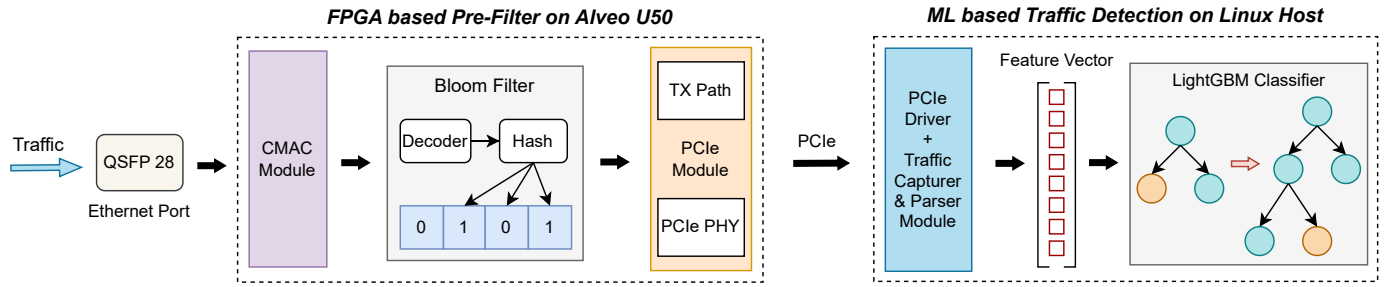 FPGA based Pre-Filter on Alveo U50
ML based Traffic Detection on Linux Host
Traffic
QSFP 28
Ethernet Port
CMAC
Module
Bloom Filter
Decoder
Hash
0 1 0 1
TX Path
PCIe
Module
PCIe PHY
PCIe
PCIe
Driver
+
Traffic
Capturer
& Parser
Module
Feature Vector
LightGBM Classifier